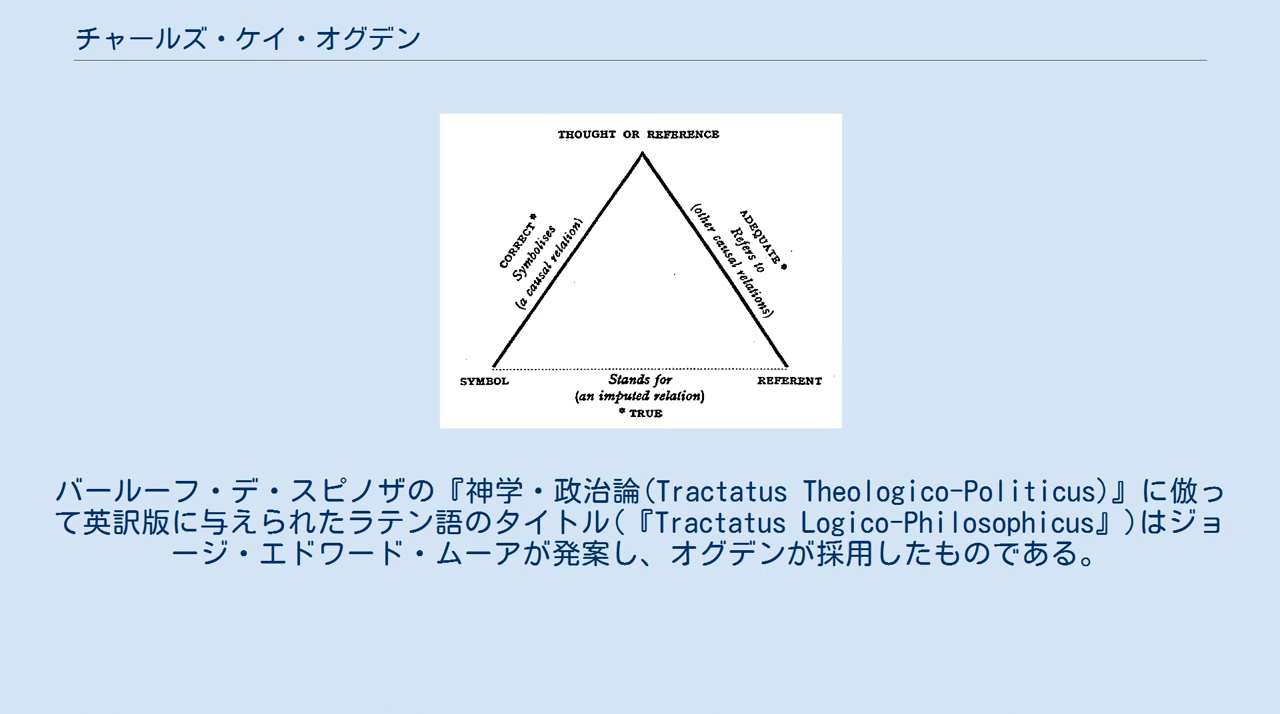 チャールズ・ケイ・オグデン
THOUGHT OR REFERENCE
CORRECT*
Symbolises
(a causal relation)
ADEQUATE*
Refers to
(other causal relations)
SYMBOL
REFERENT
Stands for
(an imputed relation)
* TRUE
バールーフ・デ・スピノザの『神学・政治論(Tractatus Theologico-Politicus)』に倣っ
て英訳版に与えられたラテン語のタイトル(『Tractatus Logico-Philosophicus』)はジョ
ージ・エドワード・ムーアが発案し、オグデンが採用したものである。